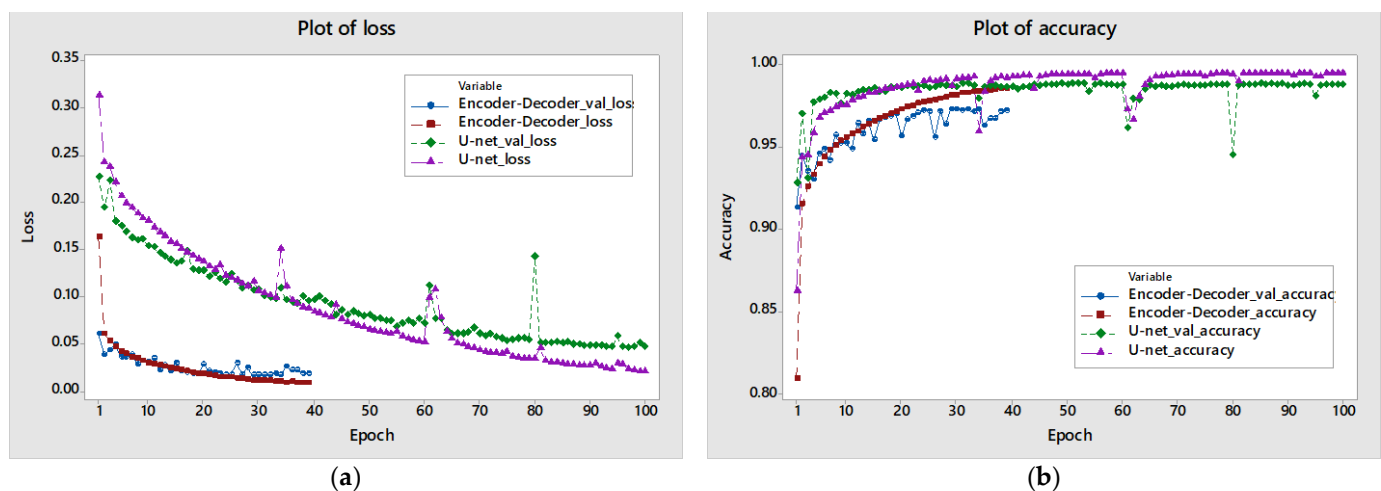 Plot of loss
0.35
0.30
0.25
0.20
0.15
0.10
0.05
0.00
Loss
1 10 20 30 40 50 60 70 80 90 100
Epoch
Variable
Encoder-Decoder_val_loss
Encoder-Decoder_loss
U-net_val_loss
U-net_loss
(a)
Plot of accuracy
1.00
0.95
0.90
0.85
0.80
Accuracy
1 10 20 30 40 50 60 70 80 90 100
Epoch
Variable
Encoder-Decoder_val_accurac
Encoder-Decoder_accuracy
U-net_val_accuracy
U-net_accuracy
(b)